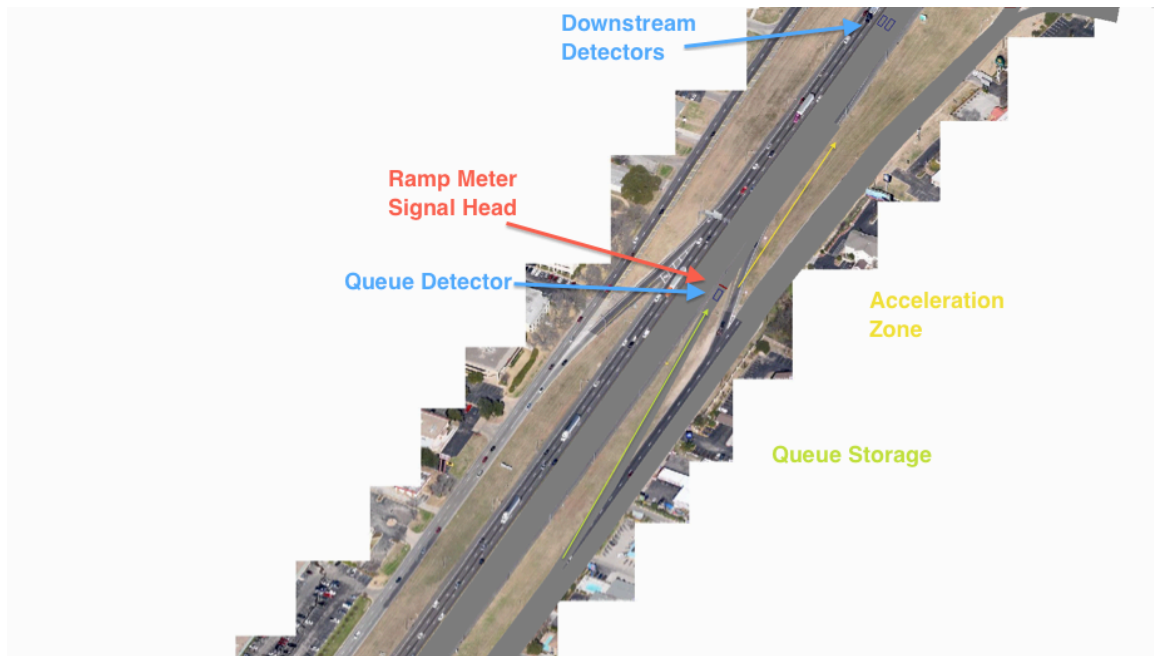 Downstream
Detectors
Ramp Meter
Signal Head
Queue Detector
Acceleration
Zone
Queue Storage